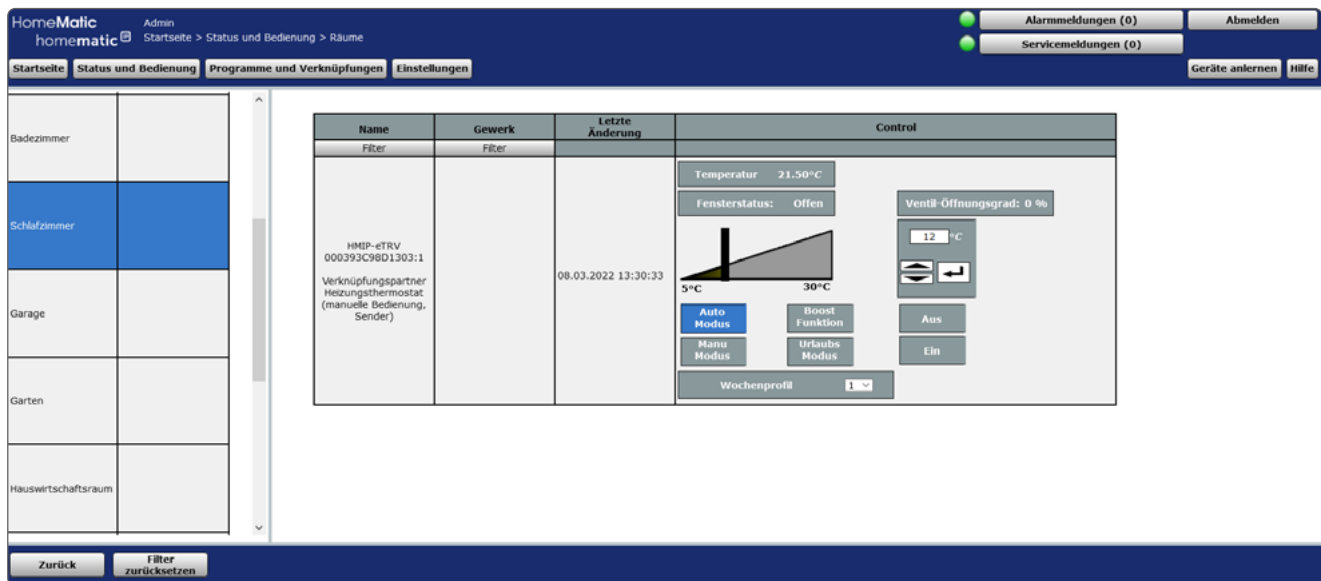 HomeMatic
homematic IP
Admin
Startseite > Status und Bedienung > Räume
Alarmmeldungen (0)
Abmelden
Servicemeldungen (0)
Startseite
Status und Bedienung
Programme und Verknüpfungen
Einstellungen
Geräte anlernen
Hilfe
Badezimmer
Schlafzimmer
Garage
Garten
Hauswirtschaftsraum
Name
Gewerk
Letzte
Änderung
Control
Filter
Filter
HMIP-eTRV
000393C98D1303:1
Verknüpfungspartner
Heizungsthermostat
(manuelle Bedienung,
Sender)
08.03.2022 13:30:33
Temperatur 21.50°C
Fensterstatus: Offen
Ventil-Öffnungsgrad: 0 %
12 °C
5°C
30°C
Auto
Modus
Boost
Funktion
Aus
Manu
Modus
Urlaubs
Modus
Ein
Wochenprofil 1
Zurück
Filter
zurücksetzen